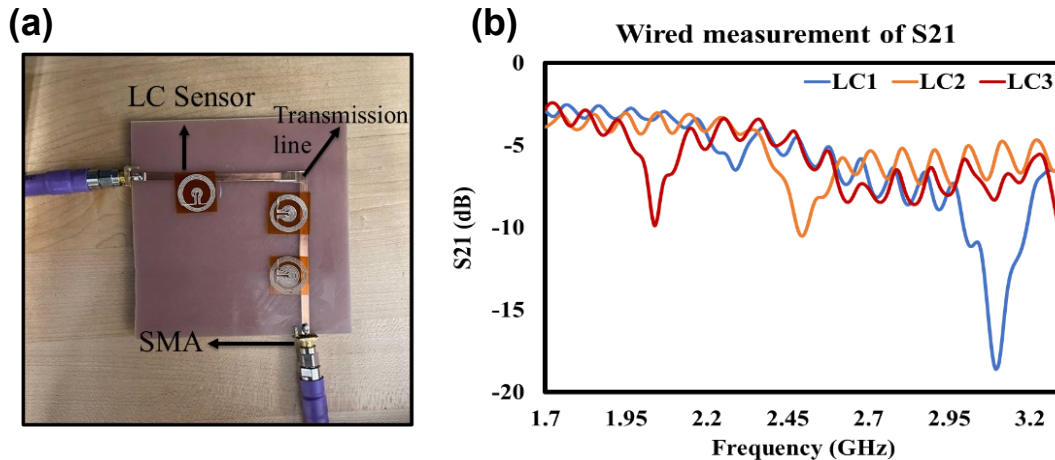 (a)
LC Sensor
Transmission
line
SMA
(b)
Wired measurement of S21
LC1 LC2 LC3
0
-5
-10
-15
-20
S21 (dB)
1.7 1.95 2.2 2.45 2.7 2.95 3.2
Frequency (GHz)